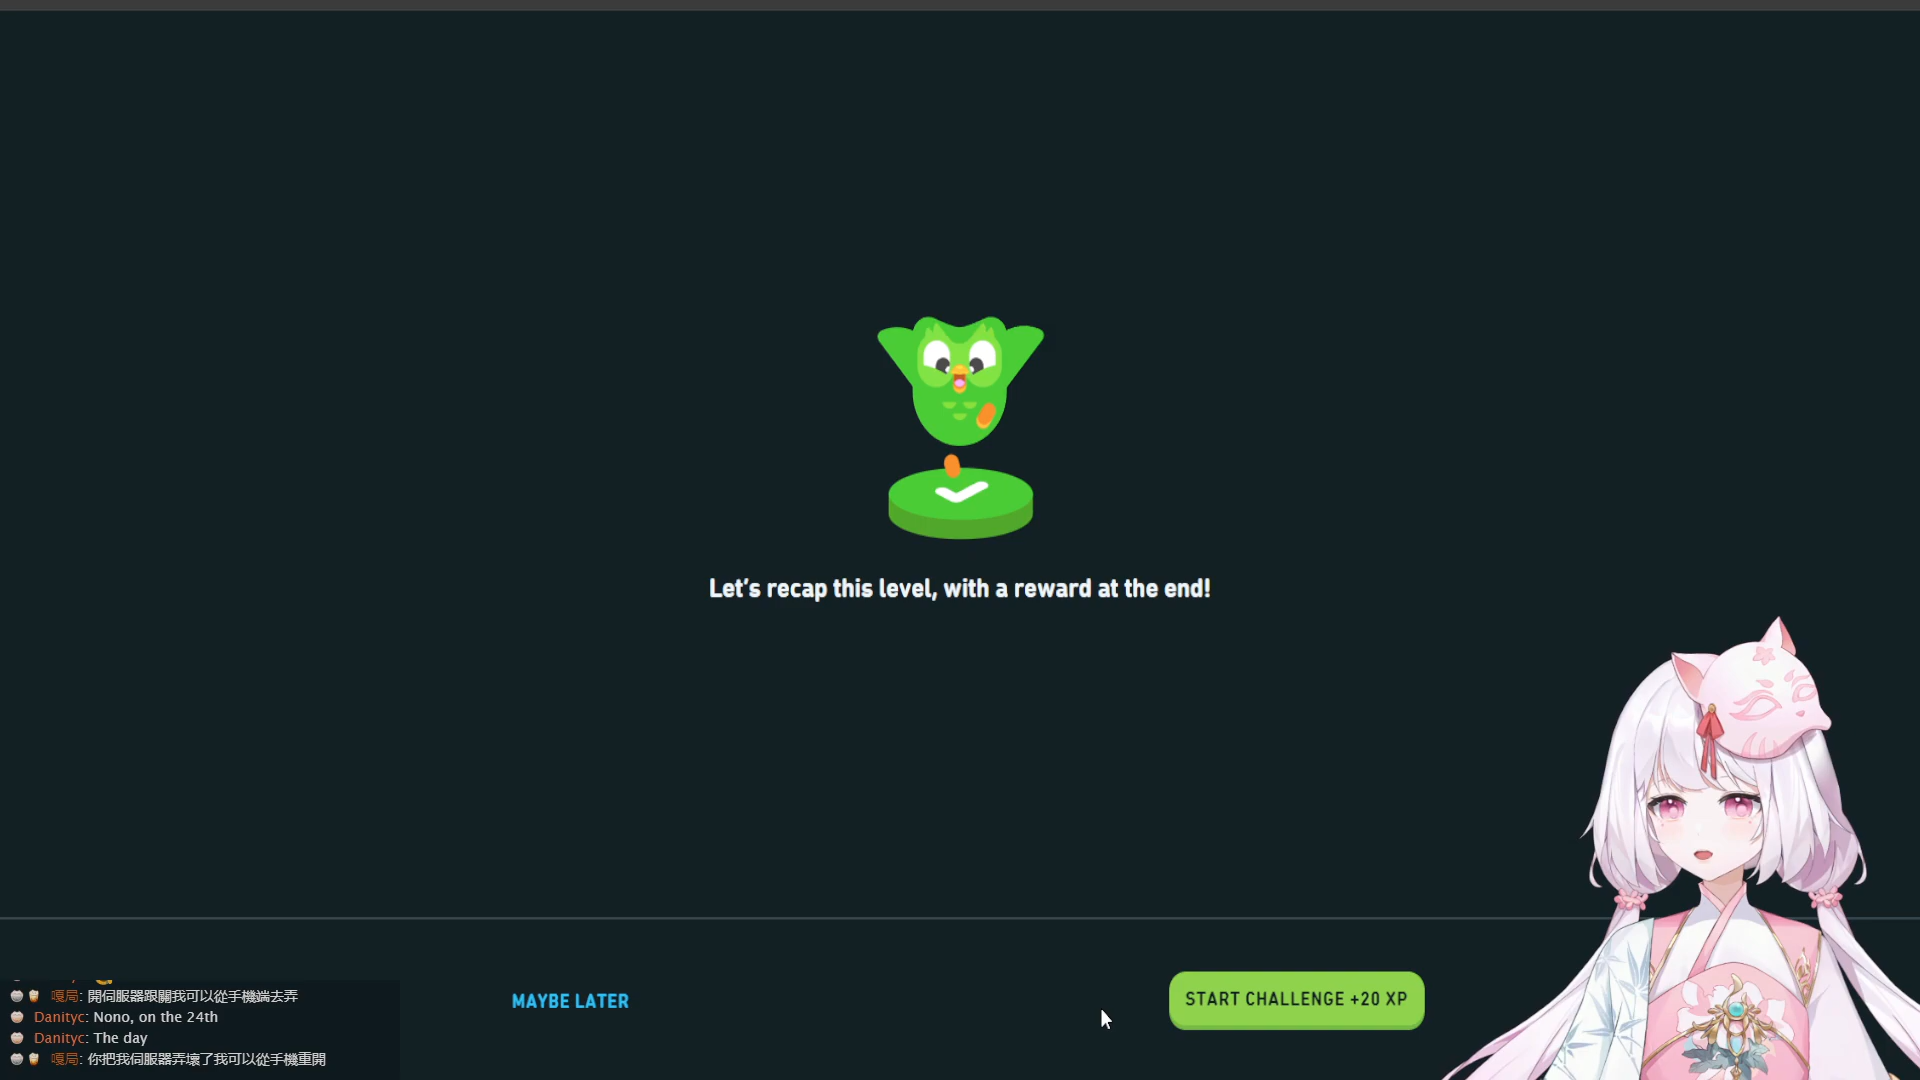 Let's recap this level, with a reward at the end!
MAYBE LATER
START CHALLENGE +20 XP
嘎局: 開伺服器跟關我可以從手機端去弄
Danityc: Nono, on the 24th
Danityc: The day
嘎局: 你把我伺服器弄壞了我可以從手機重開